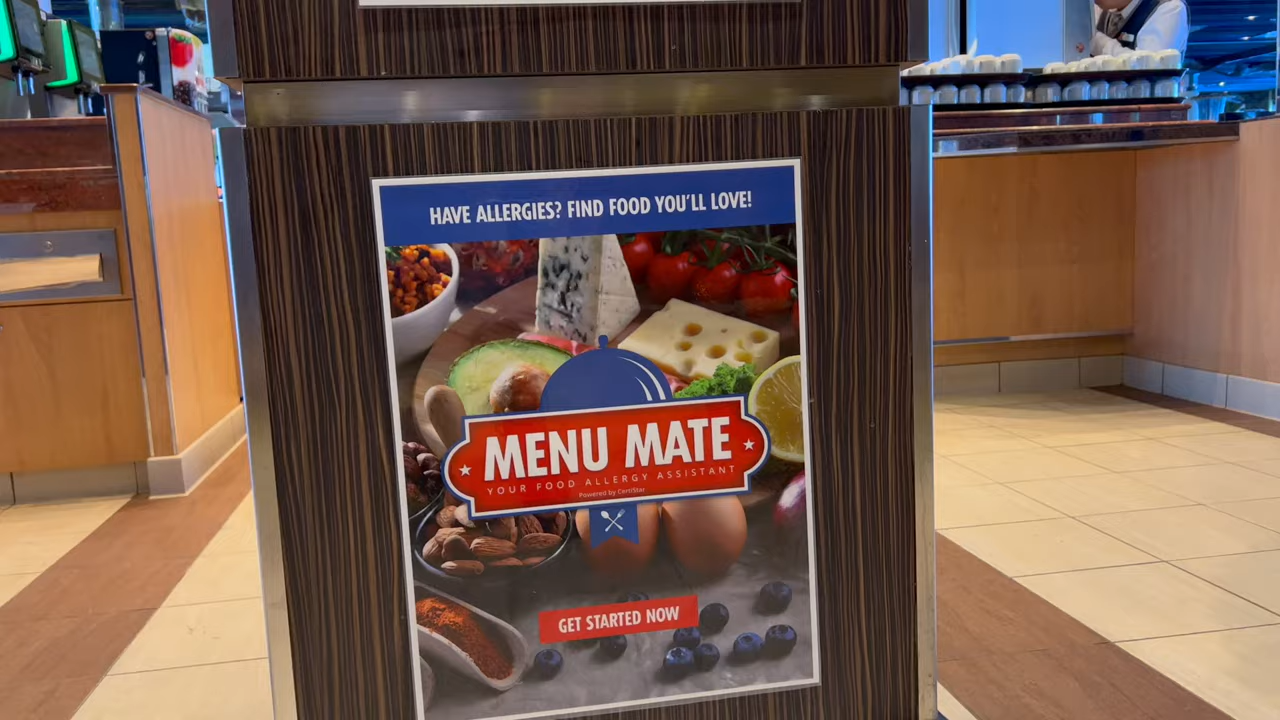 HAVE ALLERGIES? FIND FOOD YOU'LL LOVE!
MENU MATE
YOUR FOOD ALLERGY ASSISTANT
Powered by CertiStar
GET STARTED NOW